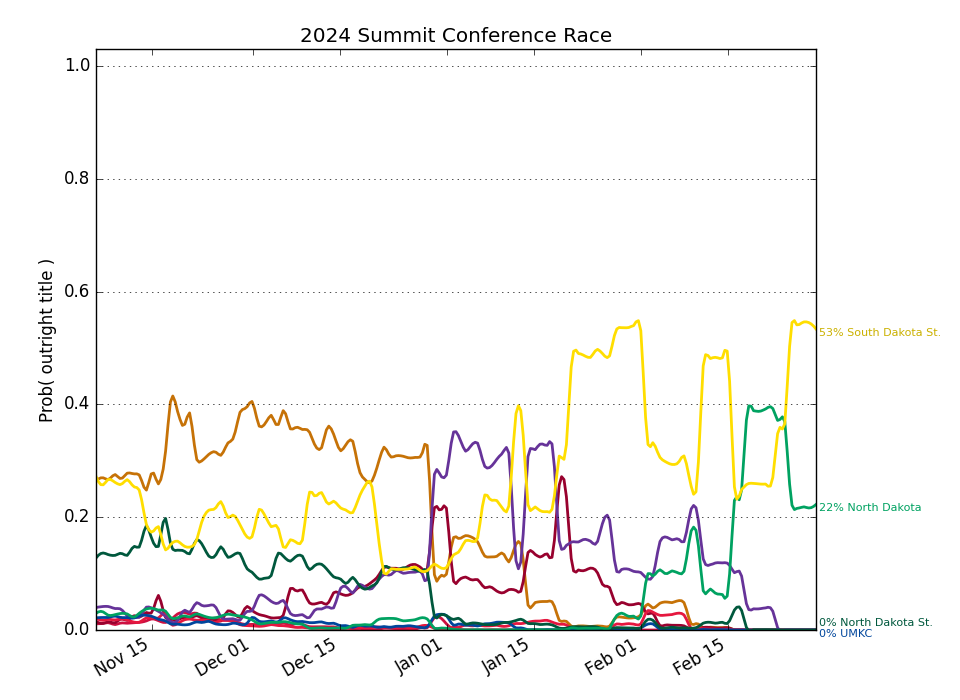 2024 Summit Conference Race
Prob( outright title )
1.0
0.8
0.6
0.4
0.2
0.0
53% South Dakota St.
22% North Dakota
0% North Dakota St.
0% UMKC
Nov 15
Dec 01
Dec 15
Jan 01
Jan 15
Feb 01
Feb 15